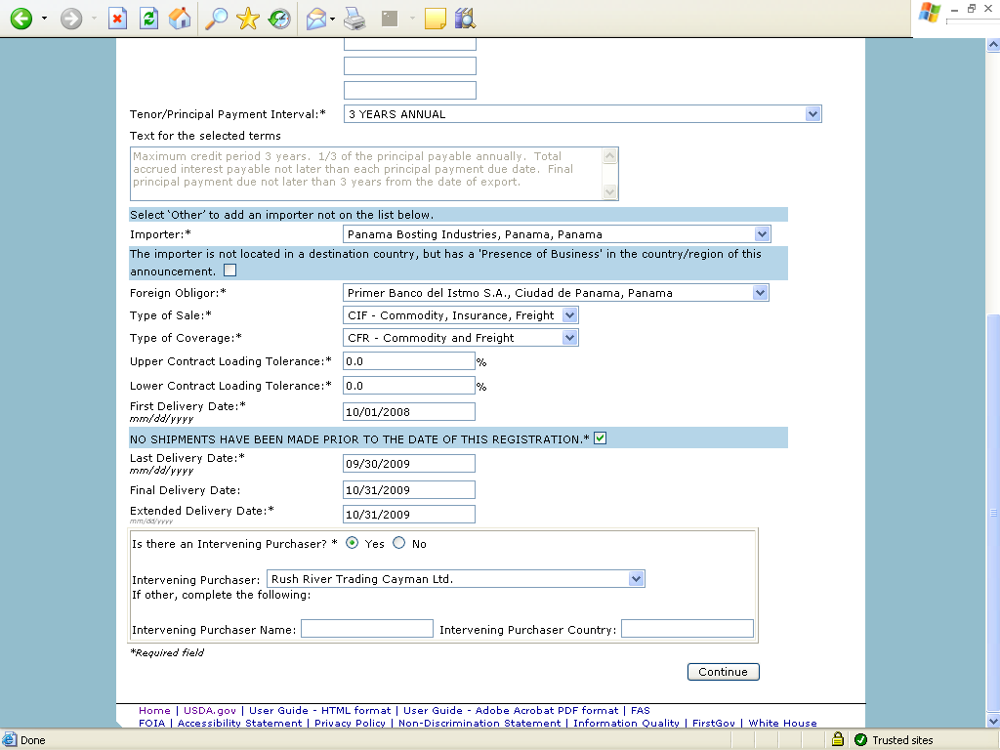 Tenor/Principal Payment Interval:* 3 YEARS ANNUAL
Text for the selected terms
Maximum credit period 3 years. 1/3 of the principal payable annually. Total
accrued interest payable not later than each principal payment due date. Final
principal payment due not later than 3 years from the date of export.
Select 'Other' to add an importer not on the list below.
Importer:* Panama Bosting Industries, Panama, Panama
The importer is not located in a destination country, but has a 'Presence of Business' in the country/region of this
announcement.
Foreign Obligor:* Primer Banco del Istmo S.A., Ciudad de Panama, Panama
Type of Sale:* CIF - Commodity, Insurance, Freight
Type of Coverage:* CFR - Commodity and Freight
Upper Contract Loading Tolerance:* 0.0 %
Lower Contract Loading Tolerance:* 0.0 %
First Delivery Date:* 10/01/2008
mm/dd/yyyy
NO SHIPMENTS HAVE BEEN MADE PRIOR TO THE DATE OF THIS REGISTRATION.*
Last Delivery Date:* 09/30/2009
mm/dd/yyyy
Final Delivery Date: 10/31/2009
Extended Delivery Date:* 10/31/2009
mm/dd/yyyy
Is there an Intervening Purchaser? * Yes No
Intervening Purchaser: Rush River Trading Cayman Ltd.
If other, complete the following:
Intervening Purchaser Name: Intervening Purchaser Country:
*Required field
Continue
Home | USDA.gov | User Guide - HTML format | User Guide - Adobe Acrobat PDF format | FAS
FOIA | Accessibility Statement | Privacy Policy | Non-Discrimination Statement | Information Quality | FirstGov | White House
Done Trusted sites